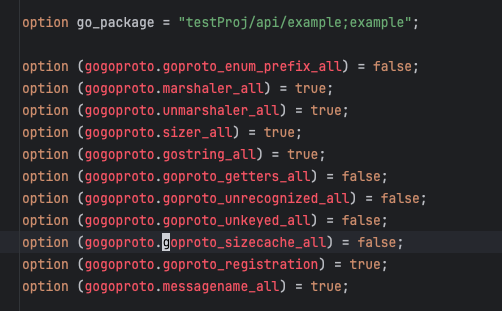 option go_package = "testProj/api/example;example";
option (gogoproto.goproto_enum_prefix_all) = false;
option (gogoproto.marshaler_all) = true;
option (gogoproto.unmarshaler_all) = true;
option (gogoproto.sizer_all) = true;
option (gogoproto.gostring_all) = true;
option (gogoproto.goproto_getters_all) = false;
option (gogoproto.goproto_unrecognized_all) = false;
option (gogoproto.goproto_unkeyed_all) = false;
option (gogoproto.goproto_sizecache_all) = false;
option (gogoproto.goproto_registration) = true;
option (gogoproto.messagename_all) = true;